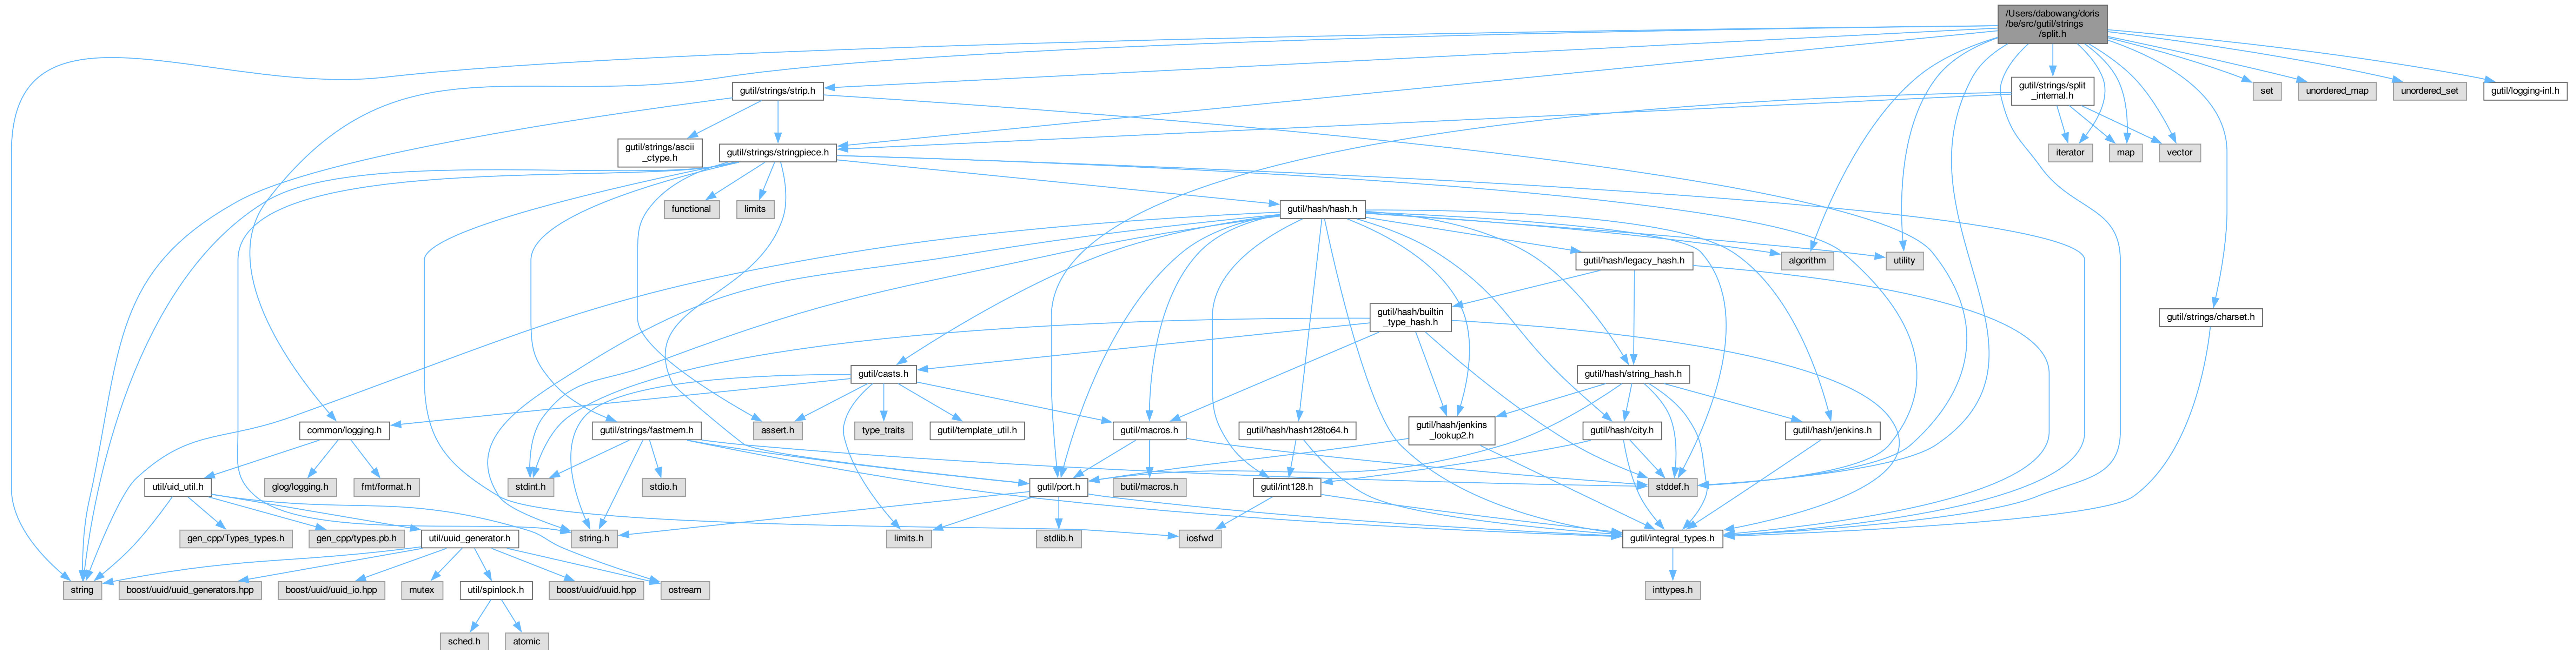 /Users/dabowang/doris
/be/src/gutil/strings
/split.h
gutil/strings/strip.h
gutil/strings/split
_internal.h
set
unordered_map
unordered_set
gutil/logging-inl.h
gutil/strings/ascii
_ctype.h
gutil/strings/stringpiece.h
iterator
map
vector
functional
limits
gutil/hash/hash.h
gutil/hash/legacy_hash.h
algorithm
utility
gutil/hash/builtin
_type_hash.h
gutil/strings/charset.h
gutil/casts.h
gutil/hash/string_hash.h
common/logging.h
gutil/strings/fastmem.h
assert.h
type_traits
gutil/template_util.h
gutil/macros.h
gutil/hash/hash128to64.h
gutil/hash/jenkins
_lookup2.h
gutil/hash/city.h
gutil/hash/jenkins.h
util/uid_util.h
glog/logging.h
fmt/format.h
stdint.h
stdio.h
gutil/port.h
butil/macros.h
gutil/int128.h
stddef.h
gen_cpp/Types_types.h
gen_cpp/types.pb.h
util/uuid_generator.h
string.h
limits.h
stdlib.h
iosfwd
gutil/integral_types.h
string
boost/uuid/uuid_generators.hpp
boost/uuid/uuid_io.hpp
mutex
util/spinlock.h
boost/uuid/uuid.hpp
ostream
inttypes.h
sched.h
atomic